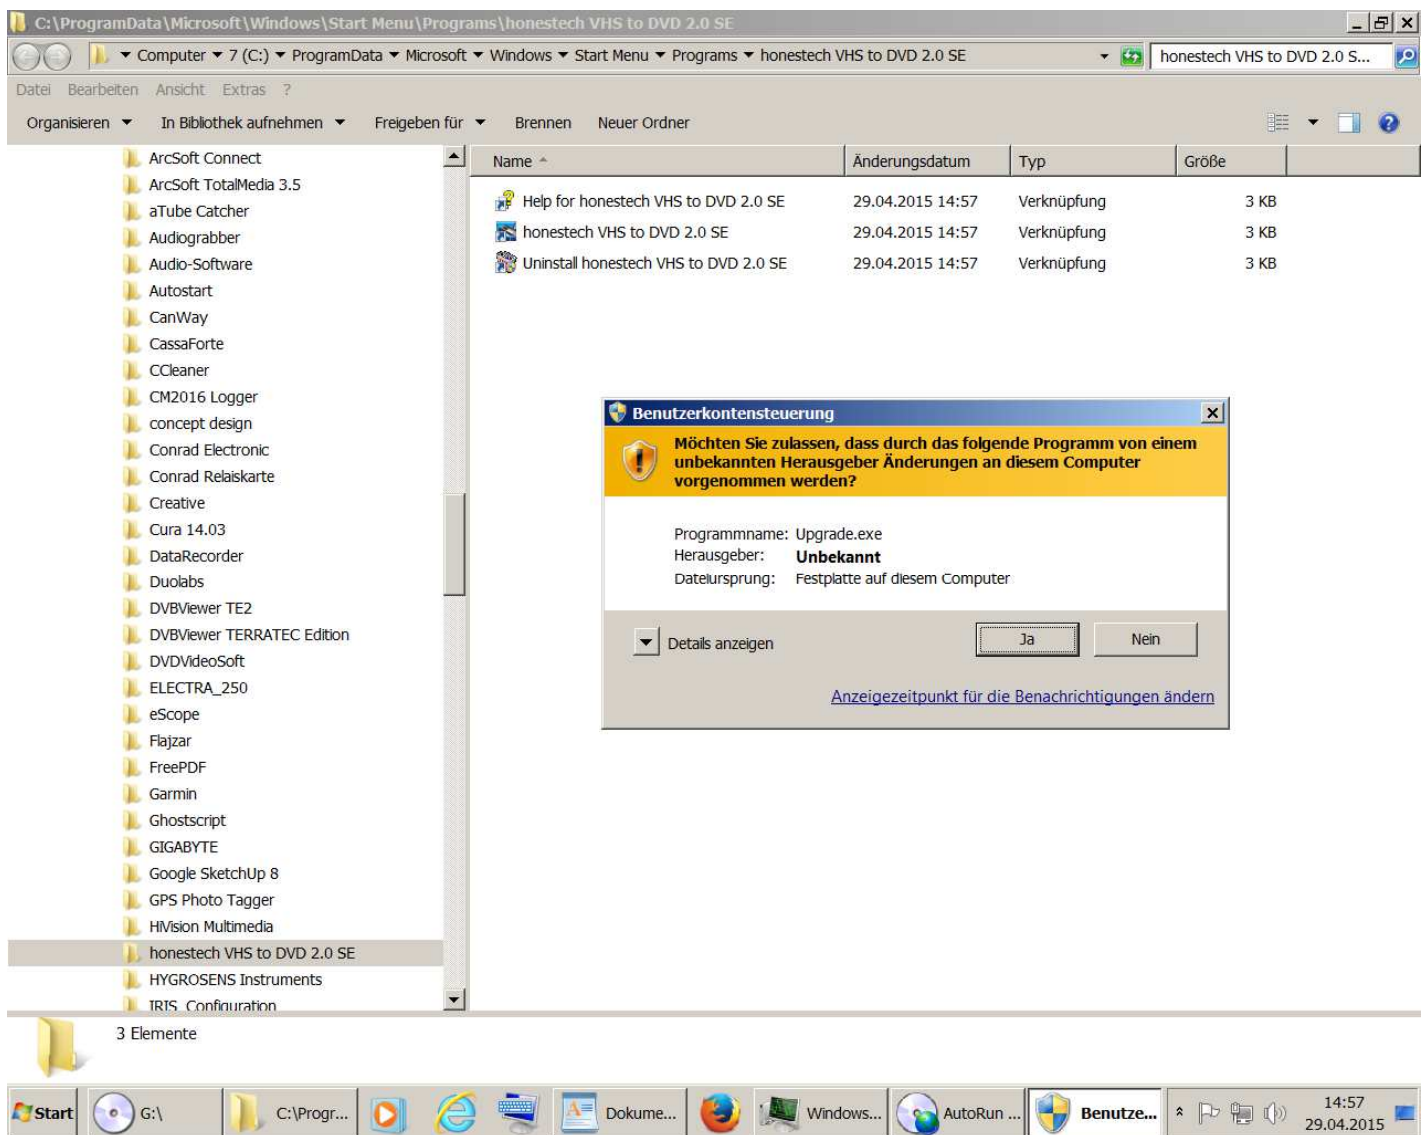 C:\ProgramData\Microsoft\Windows\Start Menu\Programs\honestech VHS to DVD 2.0 SE
Computer 7 (C:) ProgramData Microsoft Windows Start Menu Programs honestech VHS to DVD 2.0 SE honestech VHS to DVD 2.0 S...
Datei Bearbeiten Ansicht Extras ?
Organisieren In Bibliothek aufnehmen Freigeben für Brennen Neuer Ordner
Name Änderungsdatum Typ Größe
Help for honestech VHS to DVD 2.0 SE 29.04.2015 14:57 Verknüpfung 3 KB
honestech VHS to DVD 2.0 SE 29.04.2015 14:57 Verknüpfung 3 KB
Uninstall honestech VHS to DVD 2.0 SE 29.04.2015 14:57 Verknüpfung 3 KB
ArcSoft Connect
ArcSoft TotalMedia 3.5
aTube Catcher
Audiograbber
Audio-Software
Autostart
CanWay
CassaForte
CCleaner
CM2016 Logger
concept design
Conrad Electronic
Conrad Relaiskarte
Creative
Cura 14.03
DataRecorder
Duolabs
DVBViewer TE2
DVBViewer TERRATEC Edition
DVDVideoSoft
ELECTRA_250
eScope
Flajzar
FreePDF
Garmin
Ghostscript
GIGABYTE
Google SketchUp 8
GPS Photo Tagger
HiVision Multimedia
honestech VHS to DVD 2.0 SE
HYGROSENS Instruments
IRIS Configuration
Benutzerkontensteuerung
Möchten Sie zulassen, dass durch das folgende Programm von einem
unbekannten Herausgeber Änderungen an diesem Computer
vorgenommen werden?
Programmname: Upgrade.exe
Herausgeber: Unbekannt
Dateiursprung: Festplatte auf diesem Computer
Details anzeigen
Ja Nein
Anzeigezeitpunkt für die Benachrichtigungen ändern
3 Elemente
Start G:\ C:\Progr... Dokume... Windows... AutoRun ... Benutze... 14:57
29.04.2015